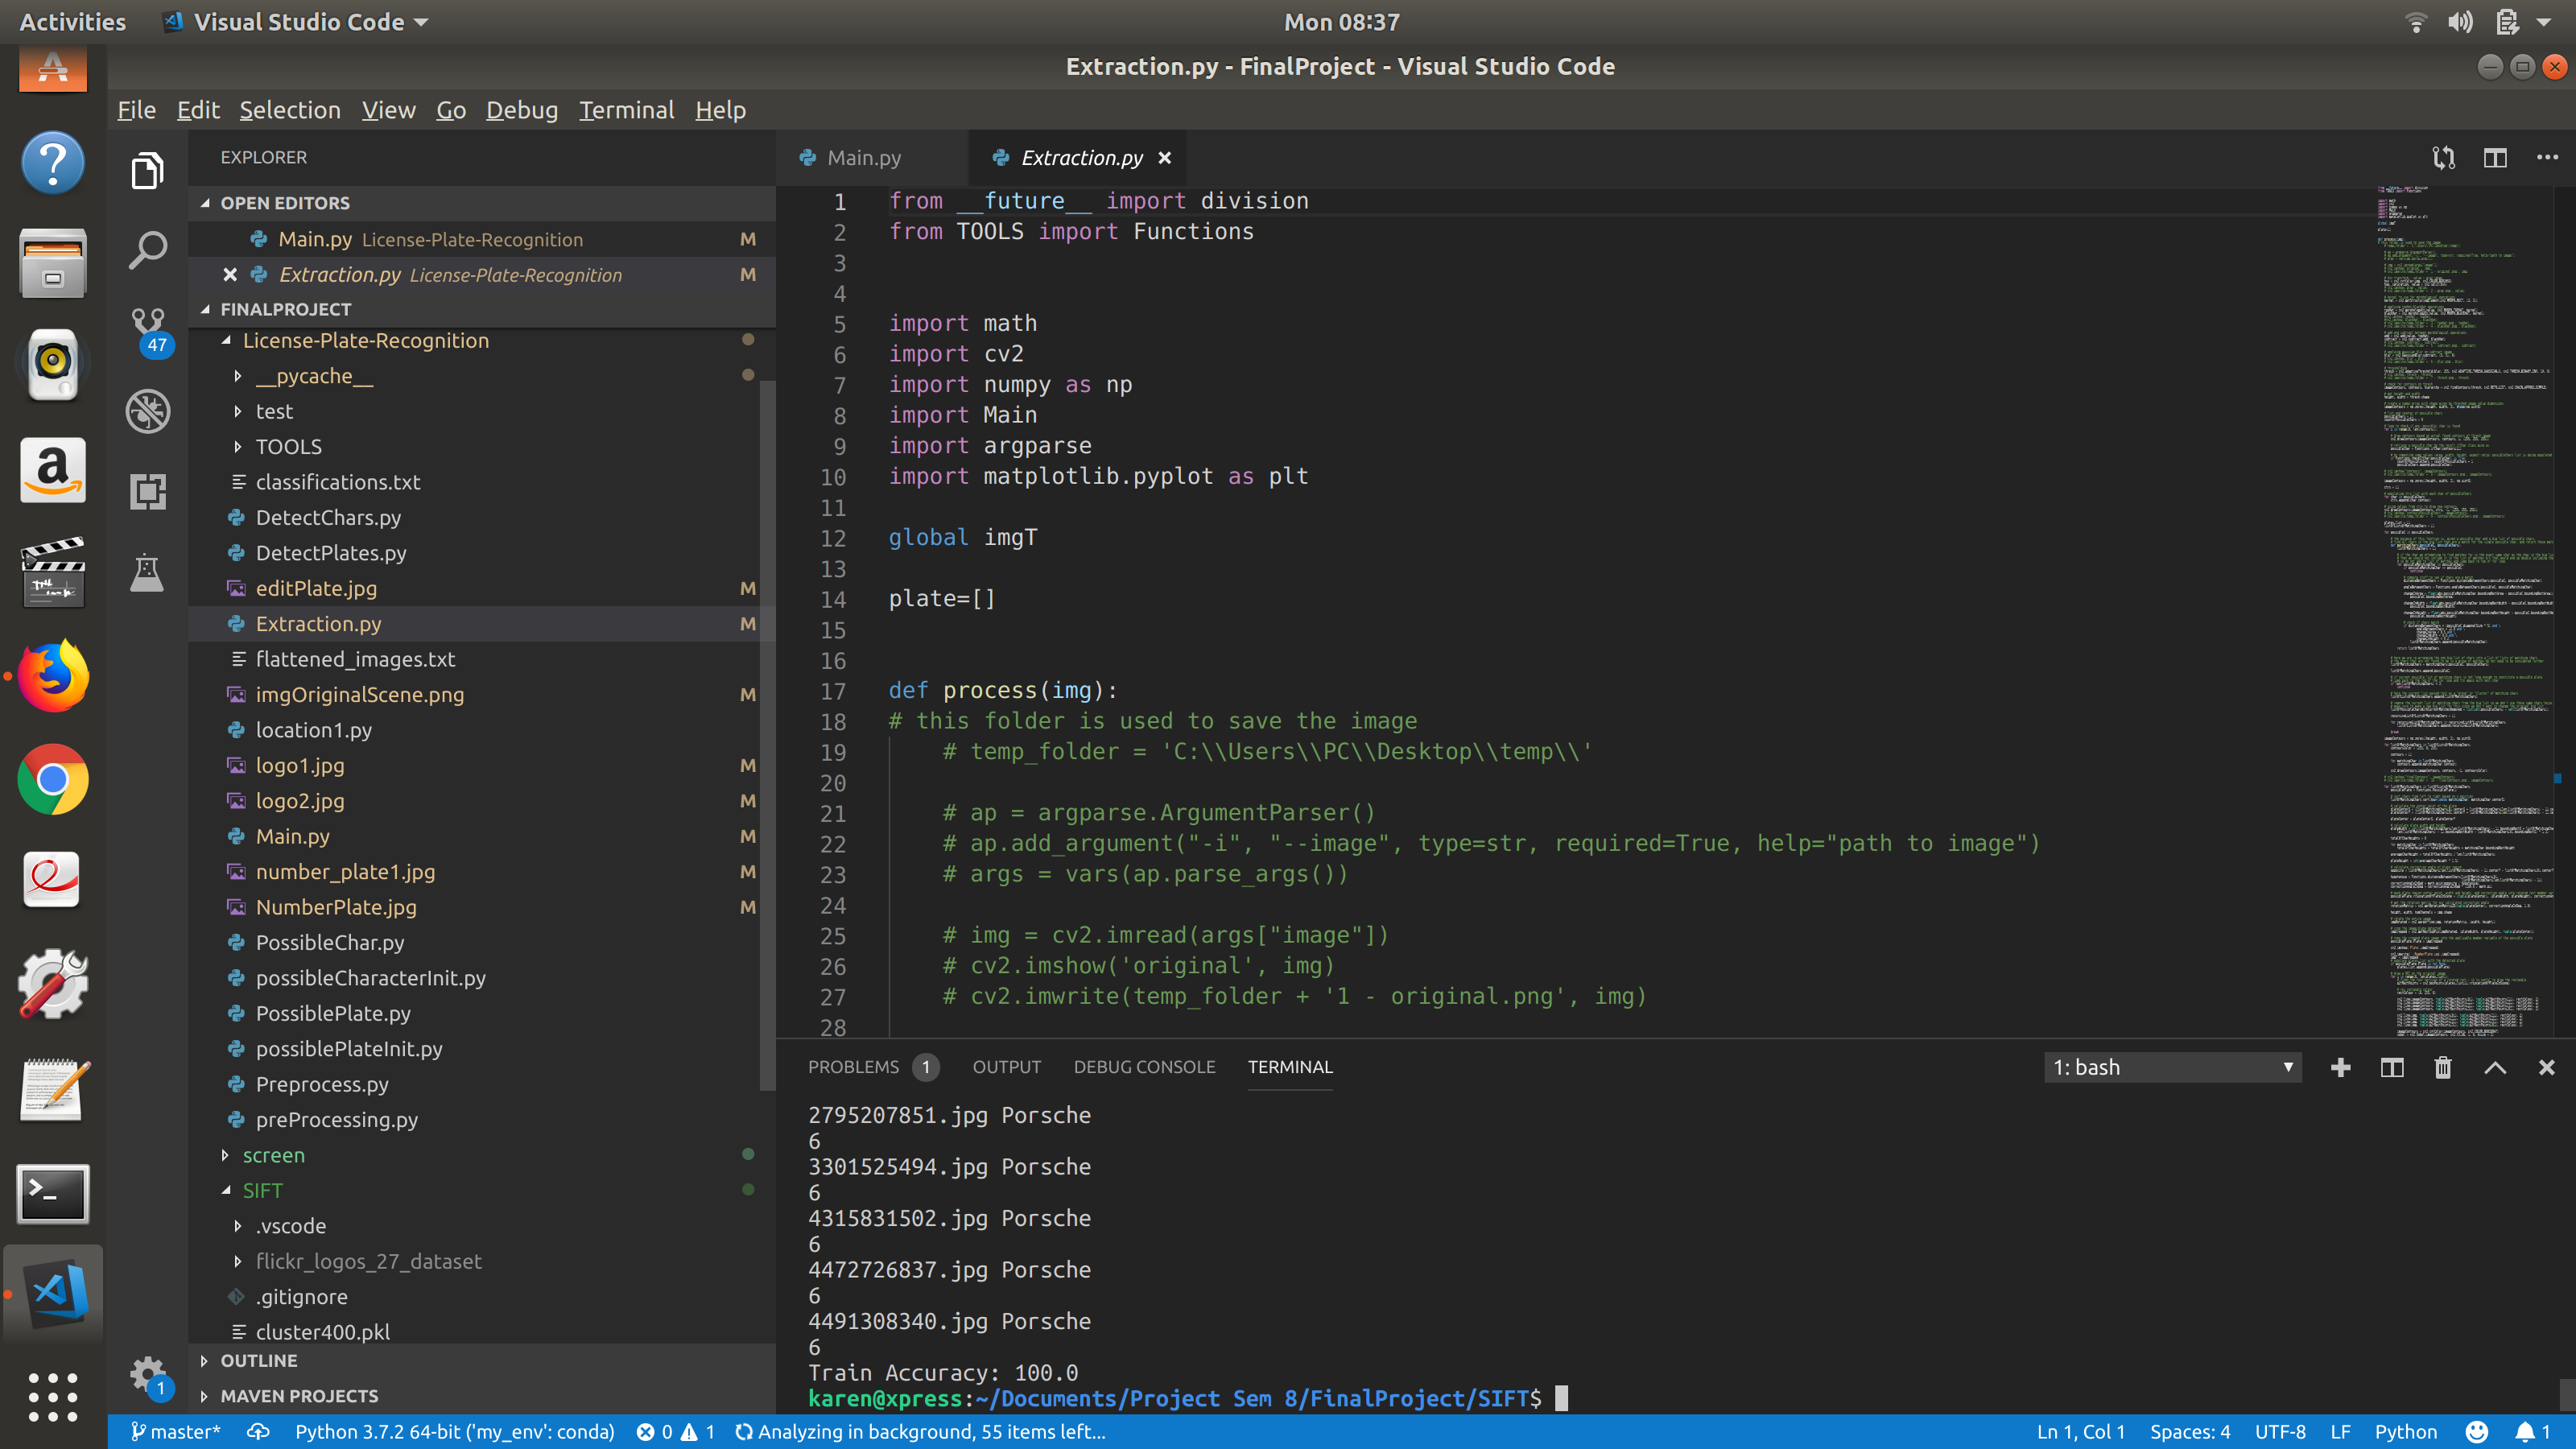 Activities Visual Studio Code Mon 08:37
Extraction.py - FinalProject - Visual Studio Code
File Edit Selection View Go Debug Terminal Help
EXPLORER
OPEN EDITORS
Main.py License-Plate-Recognition M
Extraction.py License-Plate-Recognition M
FINALPROJECT
License-Plate-Recognition
__pycache__
test
TOOLS
classifications.txt
DetectChars.py
DetectPlates.py
editPlate.jpg M
Extraction.py M
flattened_images.txt
imgOriginalScene.png M
location1.py
logo1.jpg M
logo2.jpg M
Main.py M
number_plate1.jpg M
NumberPlate.jpg M
PossibleChar.py
possibleCharacterInit.py
PossiblePlate.py
possiblePlateInit.py
Preprocess.py
preProcessing.py
screen
SIFT
.vscode
flickr_logos_27_dataset
.gitignore
cluster400.pkl
OUTLINE
MAVEN PROJECTS
47
1
Main.py Extraction.py
1 from __future__ import division
2 from TOOLS import Functions
3
4
5 import math
6 import cv2
7 import numpy as np
8 import Main
9 import argparse
10 import matplotlib.pyplot as plt
11
12 global imgT
13
14 plate=[]
15
16
17 def process(img):
18 # this folder is used to save the image
19 # temp_folder = 'C:\\Users\\PC\\Desktop\\temp\\'
20
21 # ap = argparse.ArgumentParser()
22 # ap.add_argument("-i", "--image", type=str, required=True, help="path to image")
23 # args = vars(ap.parse_args())
24
25 # img = cv2.imread(args["image"])
26 # cv2.imshow('original', img)
27 # cv2.imwrite(temp_folder + '1 - original.png', img)
28
PROBLEMS 1 OUTPUT DEBUG CONSOLE TERMINAL 1: bash
2795207851.jpg Porsche
6
3301525494.jpg Porsche
6
4315831502.jpg Porsche
6
4472726837.jpg Porsche
6
4491308340.jpg Porsche
6
Train Accuracy: 100.0
karen@xpress:~/Documents/Project Sem 8/FinalProject/SIFT$
master* Python 3.7.2 64-bit ('my_env': conda) 0 1 Analyzing in background, 55 items left... Ln 1, Col 1 Spaces: 4 UTF-8 LF Python 1